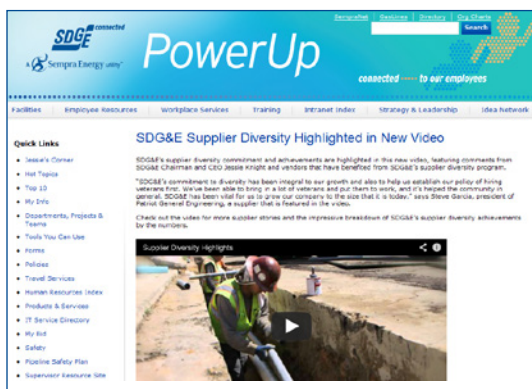 SempraNet GasLines Directory Org Charts
SDGE connected
A Sempra Energy utility
PowerUp
Search
connected ····· to our employees
Facilities Employee Resources Workplace Services Training Intranet Index Strategy & Leadership Idea Network
Quick Links
Jessie's Corner
Hot Topics
Top 10
My Info
Departments, Projects & Teams
Tools You Can Use
Forms
Policies
Travel Services
Human Resources Index
Products & Services
IT Service Directory
Safety
Pipeline Safety Plan
Supervisor Resource Site
SDG&E Supplier Diversity Highlighted in New Video
SDG&E's supplier diversity commitment and achievements are highlighted in this new video, featuring comments from
SDG&E Chairman and CEO Jessie Knight and vendors that have benefited from SDG&E's supplier diversity program.
"SDG&E's commitment to diversity has been integral to our growth and also to help us establish our policy of hiring
veterans first. We've been able to bring in a lot of veterans and put them to work, and it's helped the community in
general. SDG&E has been vital for us to grow our company to the size that it is today," says Steve Garcia, president of
Patriot General Engineering, a supplier that is featured in the video.
Check out the video for more supplier stories and the impressive breakdown of SDG&E's supplier diversity achievements
by the numbers.
Supplier Diversity Highlights